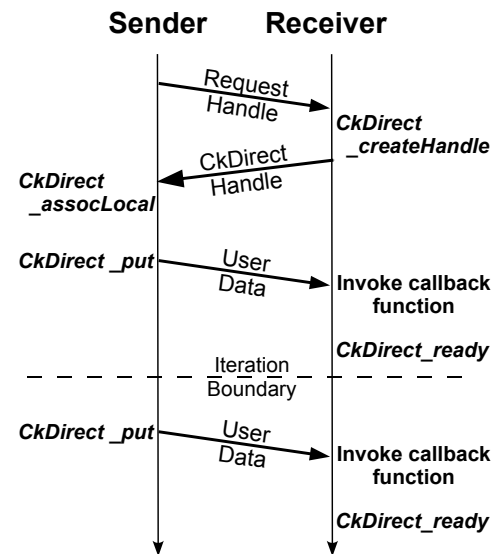 Sender
Receiver
Request
Handle
CkDirect
_createHandle
CkDirect
Handle
CkDirect
_assocLocal
CkDirect _put
User
Data
Invoke callback
function
CkDirect_ready
Iteration
Boundary
CkDirect _put
User
Data
Invoke callback
function
CkDirect_ready